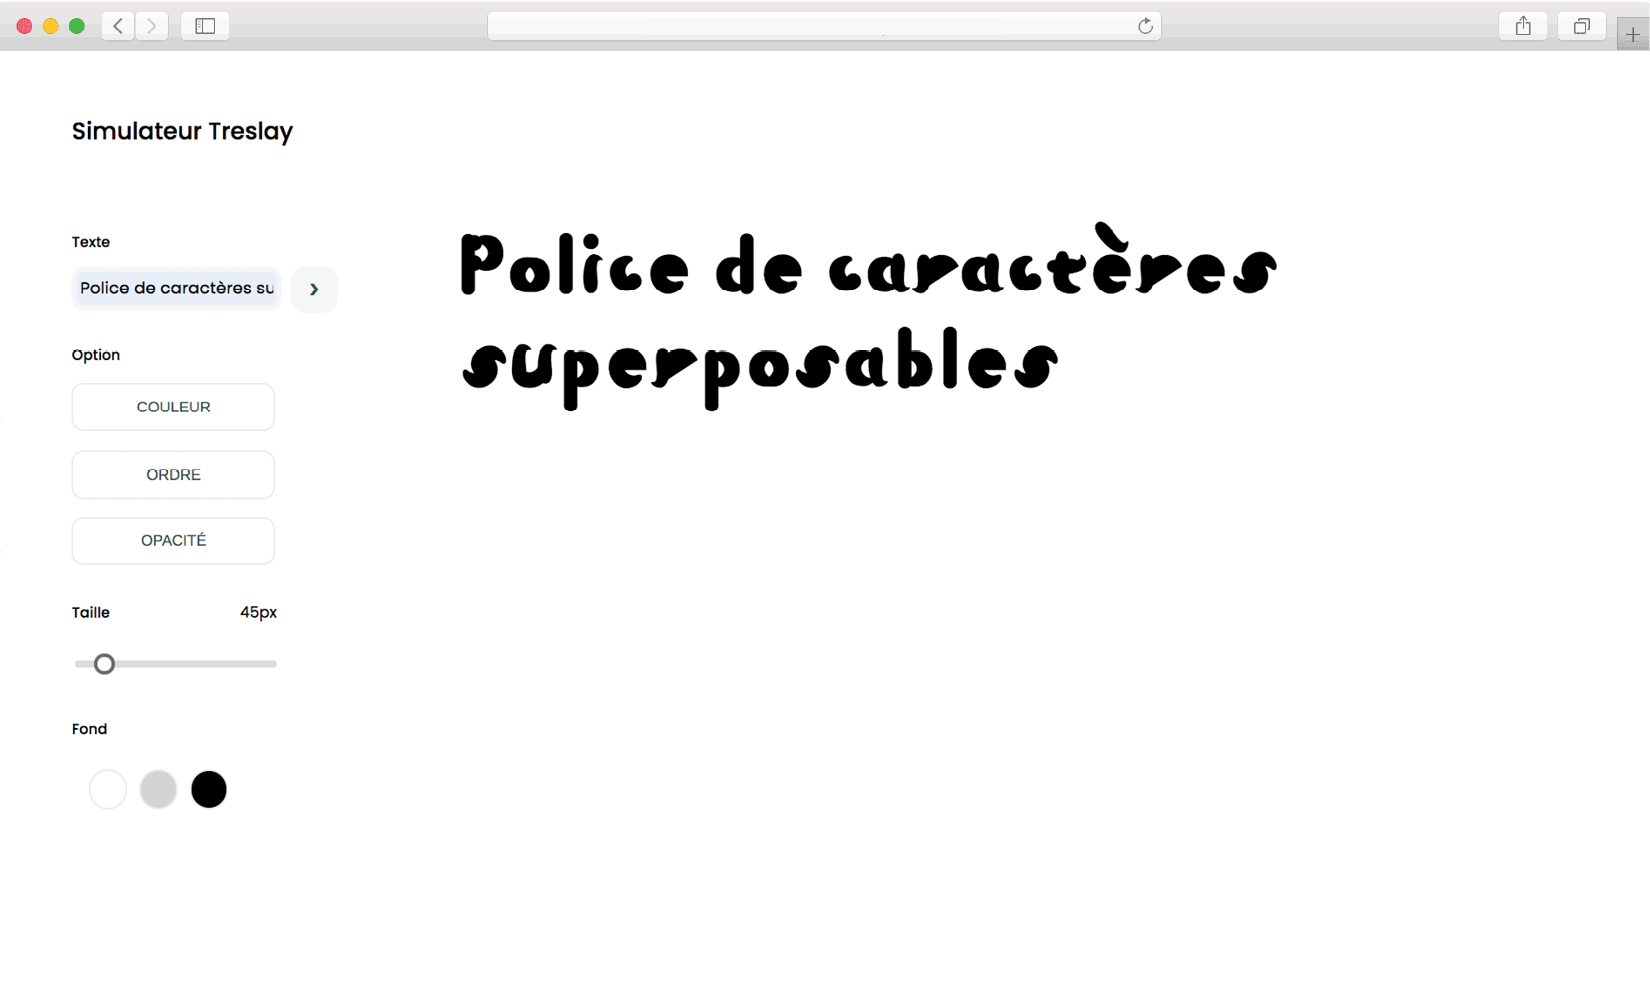 Simulateur Treslay
Texte
Police de caractères su
Option
COULEUR
ORDRE
OPACITÉ
Taille 45px
Fond
Police de caractères
superposables